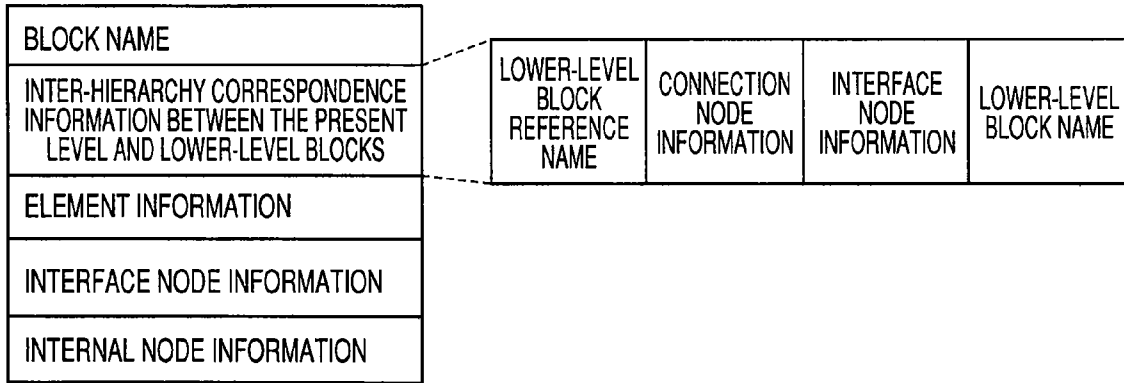 BLOCK NAME
INTER-HIERARCHY CORRESPONDENCE
INFORMATION BETWEEN THE PRESENT
LEVEL AND LOWER-LEVEL BLOCKS
ELEMENT INFORMATION
INTERFACE NODE INFORMATION
INTERNAL NODE INFORMATION
LOWER-LEVEL
BLOCK
REFERENCE
NAME
CONNECTION
NODE
INFORMATION
INTERFACE
NODE
INFORMATION
LOWER-LEVEL
BLOCK NAME